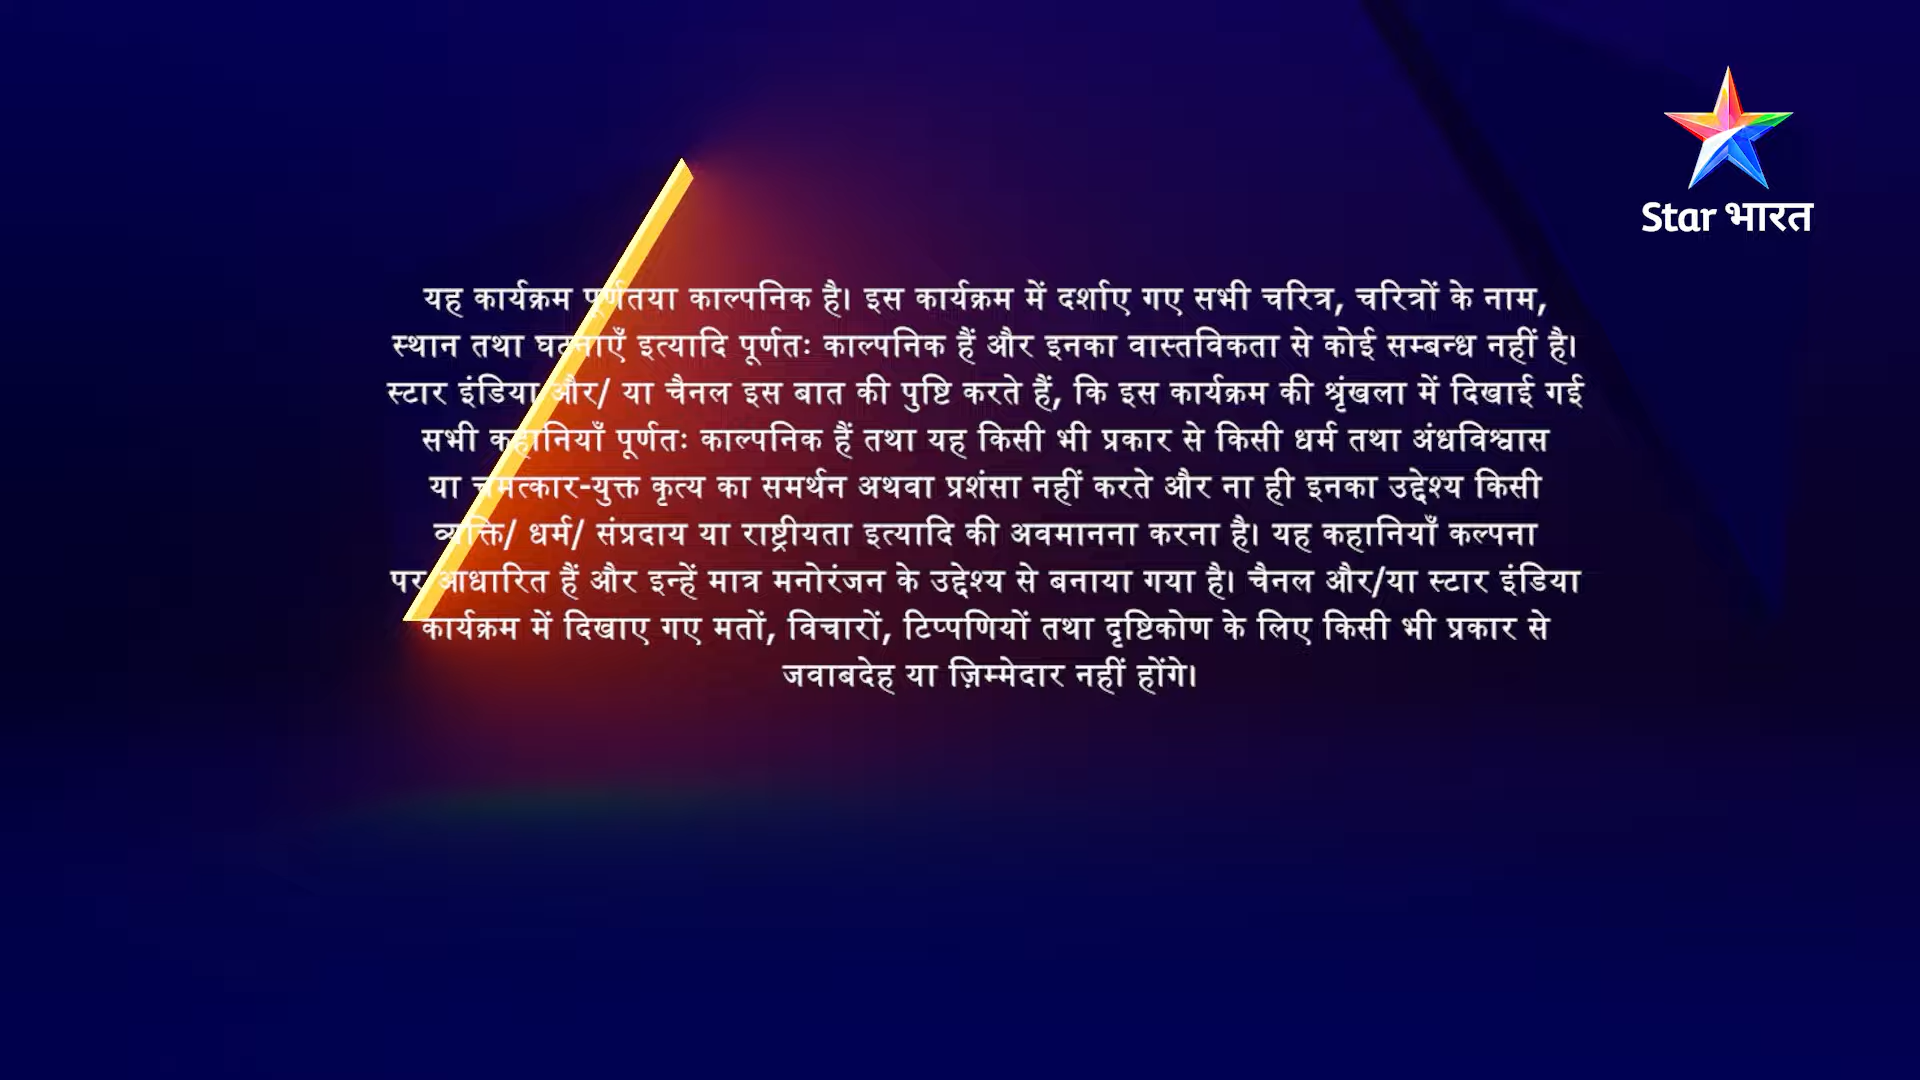 Star भारत
यह कार्यक्रम पूर्णतया काल्पनिक है। इस कार्यक्रम में दर्शाए गए सभी चरित्र, चरित्रों के नाम,
स्थान तथा घटनाएँ इत्यादि पूर्णतः काल्पनिक हैं और इनका वास्तविकता से कोई सम्बन्ध नहीं है।
स्टार इंडिया और/ या चैनल इस बात की पुष्टि करते हैं, कि इस कार्यक्रम की श्रृंखला में दिखाई गई
सभी कहानियाँ पूर्णतः काल्पनिक हैं तथा यह किसी भी प्रकार से किसी धर्म तथा अंधविश्वास
या चमत्कार-युक्त कृत्य का समर्थन अथवा प्रशंसा नहीं करते और ना ही इनका उद्देश्य किसी
व्यक्ति/ धर्म/ संप्रदाय या राष्ट्रीयता इत्यादि की अवमानना करना है। यह कहानियाँ कल्पना
पर आधारित हैं और इन्हें मात्र मनोरंजन के उद्देश्य से बनाया गया है। चैनल और/या स्टार इंडिया
कार्यक्रम में दिखाए गए मतों, विचारों, टिप्पणियों तथा दृष्टिकोण के लिए किसी भी प्रकार से
जवाबदेह या ज़िम्मेदार नहीं होंगे।